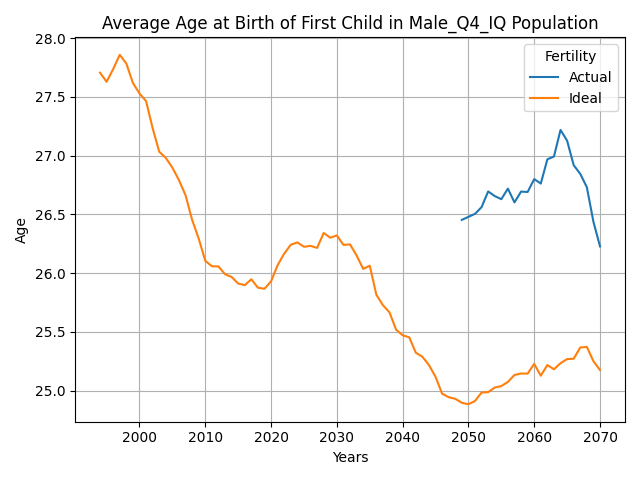 Average Age at Birth of First Child in Male_Q4_IQ Population
28.0
27.5
27.0
26.5
26.0
25.5
25.0
Age
Fertility
Actual
Ideal
2000 2010 2020 2030 2040 2050 2060 2070
Years